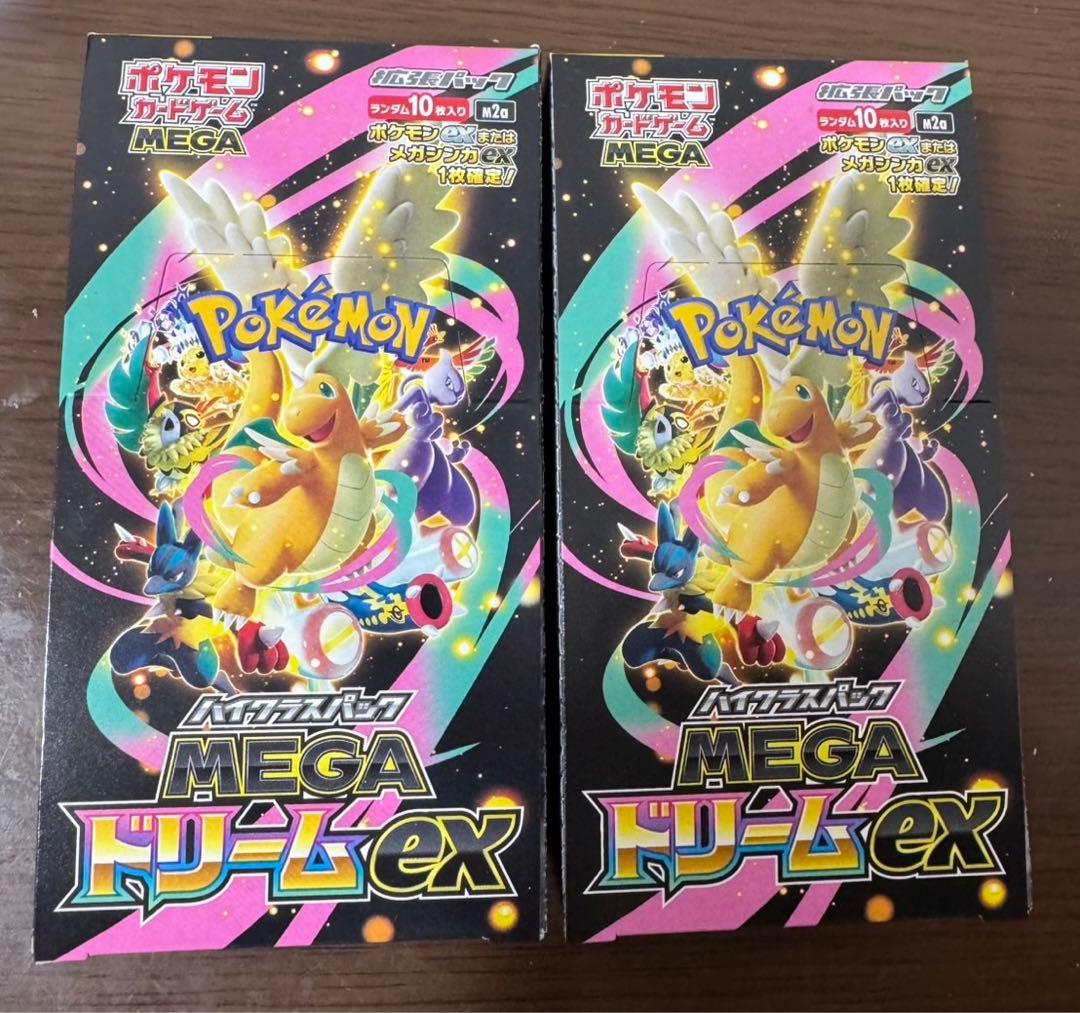 ポケモン
カードゲーム
MEGA
拡張パック
ランダム10枚入り M2a
ポケモンexまたは
メガシンカex
1枚確定!
POKéMON
TM
ハイクラスパック
MEGA
ドリームex
ポケモン
カードゲーム
MEGA
拡張パック
ランダム10枚入り M2a
ポケモンexまたは
メガシンカex
1枚確定!
POKéMON
ハイクラスパック
MEGA
ドリームex